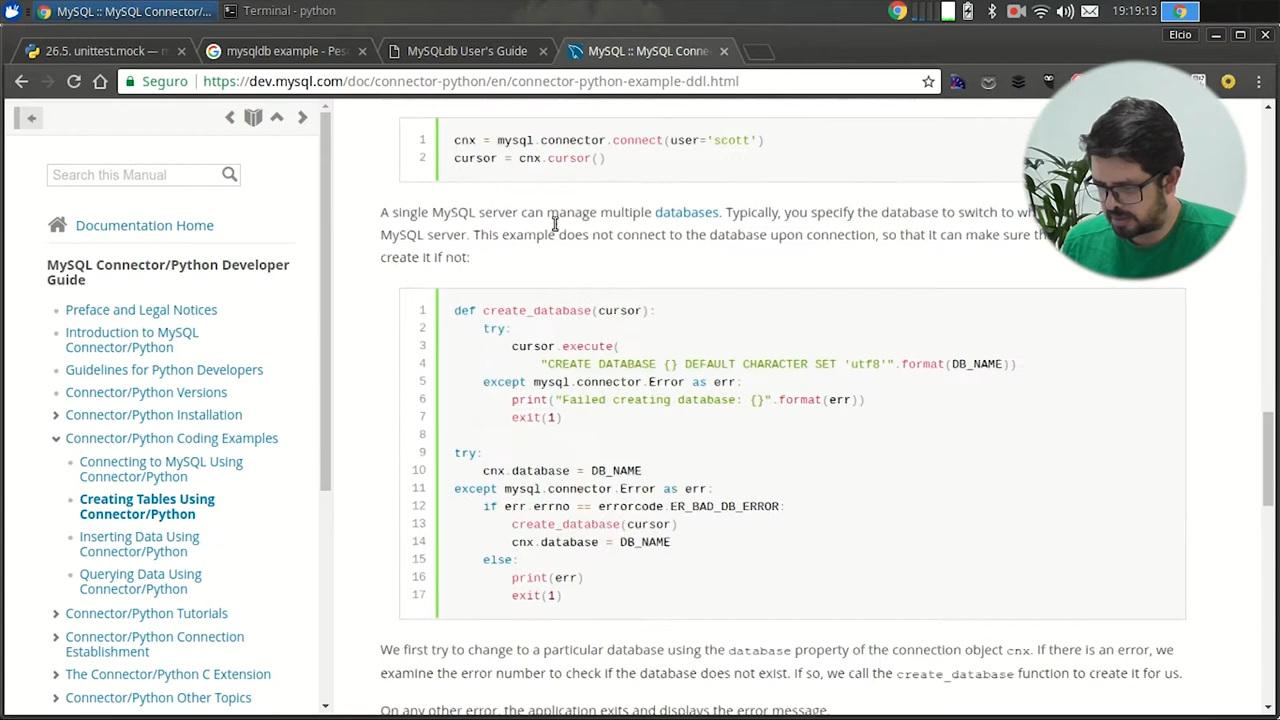 MySQL :: MySQL Connector/...
Terminal - python
19:19:13
Elcio
26.5. unittest.mock — m
mysqldb example - Pes
MySQLdb User's Guide
MySQL :: MySQL Conne
Seguro
https://dev.mysql.com/doc/connector-python/en/connector-python-example-ddl.html
Search this Manual
Documentation Home
MySQL Connector/Python Developer
Guide
Preface and Legal Notices
Introduction to MySQL
Connector/Python
Guidelines for Python Developers
Connector/Python Versions
Connector/Python Installation
Connector/Python Coding Examples
Connecting to MySQL Using
Connector/Python
Creating Tables Using
Connector/Python
Inserting Data Using
Connector/Python
Querying Data Using
Connector/Python
Connector/Python Tutorials
Connector/Python Connection
Establishment
The Connector/Python C Extension
Connector/Python Other Topics
1 cnx = mysql.connector.connect(user='scott')
2 cursor = cnx.cursor()
A single MySQL server can manage multiple databases. Typically, you specify the database to switch to
MySQL server. This example does not connect to the database upon connection, so that it can make sure
create it if not:
1 def create_database(cursor):
2 try:
3 cursor.execute(
4 "CREATE DATABASE {} DEFAULT CHARACTER SET 'utf8'".format(DB_NAME))
5 except mysql.connector.Error as err:
6 print("Failed creating database: {}".format(err))
7 exit(1)
8
9 try:
10 cnx.database = DB_NAME
11 except mysql.connector.Error as err:
12 if err.errno == errorcode.ER_BAD_DB_ERROR:
13 create_database(cursor)
14 cnx.database = DB_NAME
15 else:
16 print(err)
17 exit(1)
We first try to change to a particular database using the database property of the connection object cnx. If there is an error, we
examine the error number to check if the database does not exist. If so, we call the create_database function to create it for us.
On any other error, the application exits and displays the error message.